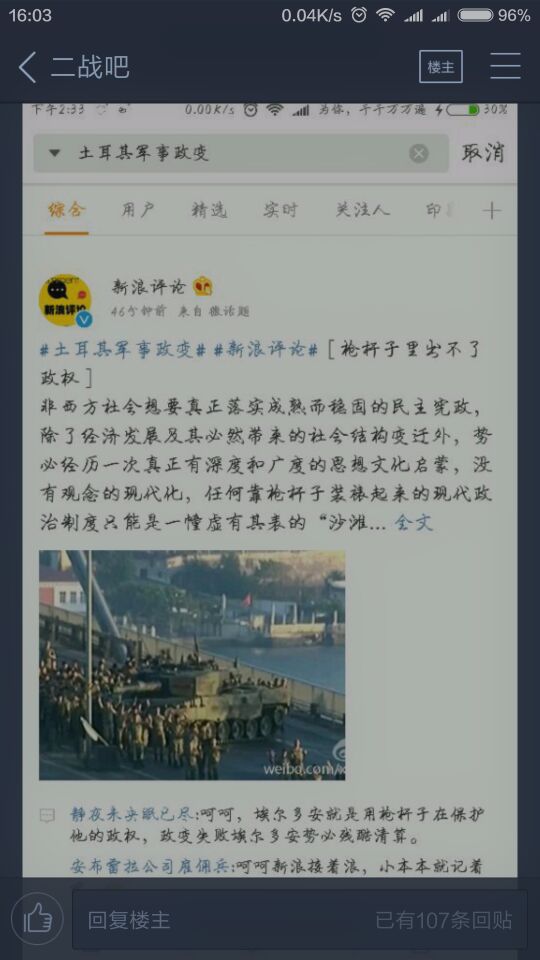 16:03 0.04K/s 96%
二战吧 楼主
下午2:33 0.00K/s 为你，千千万万遍 30%
土耳其军事政变 取消
综合 用户 精选 实时 关注人
新浪评论
新浪评论
46分钟前 来自 微话题
#土耳其军事政变# #新浪评论# [枪杆子里出不了
政权]
非西方社会想要真正落实成熟而稳固的民主宪政，
除了经济发展及其必然带来的社会结构变迁外，势
必经历一次真正有深度和广度的思想文化启蒙，没
有观念的现代化，任何靠枪杆子装裱起来的现代政
治制度只能是一幢虚有其表的“沙滩... 全文
weibo.com/x
静夜未央眠已尽:呵呵，埃尔多安就是用枪杆子在保护
他的政权，政变失败埃尔多安势必残酷清算。
安布雷拉公司雇佣兵:呵呵新浪接着浪，小本本就记着
回复楼主 已有107条回贴